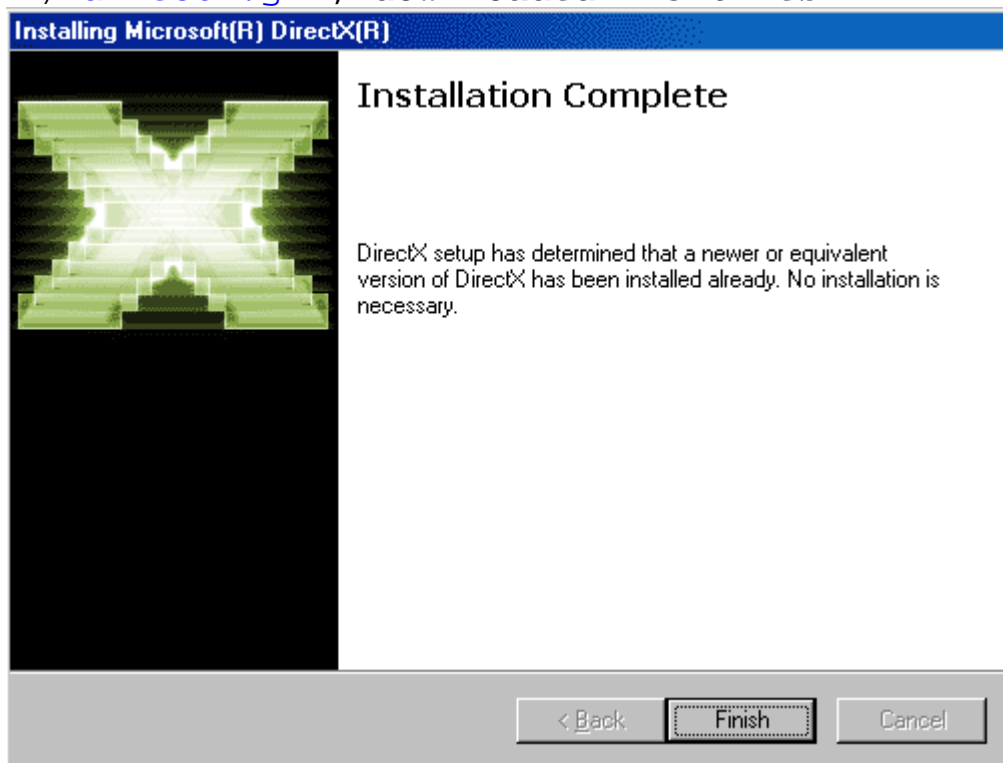 Installing Microsoft(R) DirectX(R)
Installation Complete
DirectX setup has determined that a newer or equivalent
version of DirectX has been installed already. No installation is
necessary.
< Back
Finish
Cancel